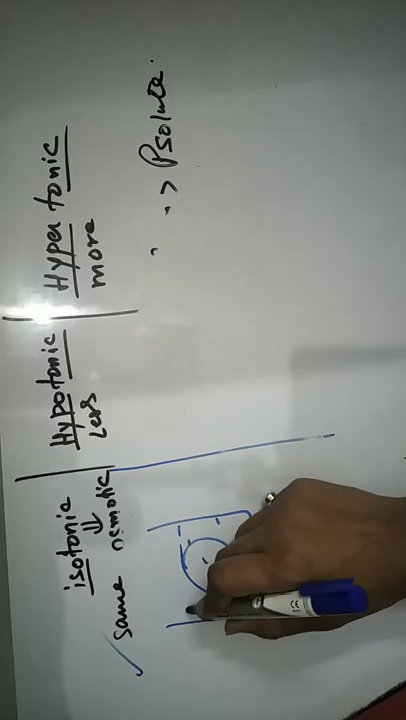 isotonic
⇓
Same osmotic
Hypotonic
Less
Hypertonic
more
" " > Psolute.